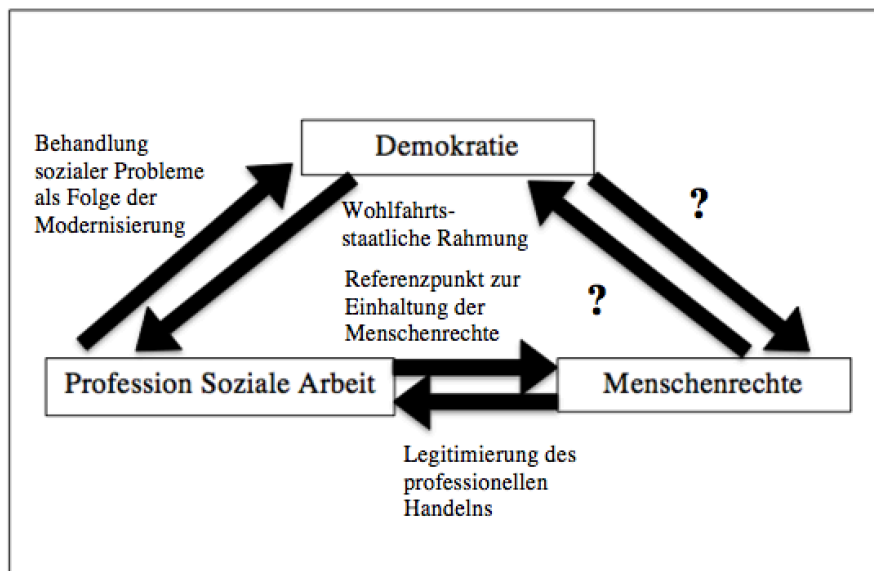 Behandlung
sozialer Probleme
als Folge der
Modernisierung
Demokratie
?
Wohlfahrts-
staatliche Rahmung
Referenzpunkt zur
Einhaltung der
Menschenrechte
?
Profession Soziale Arbeit
Menschenrechte
Legitimierung des
professionellen
Handelns